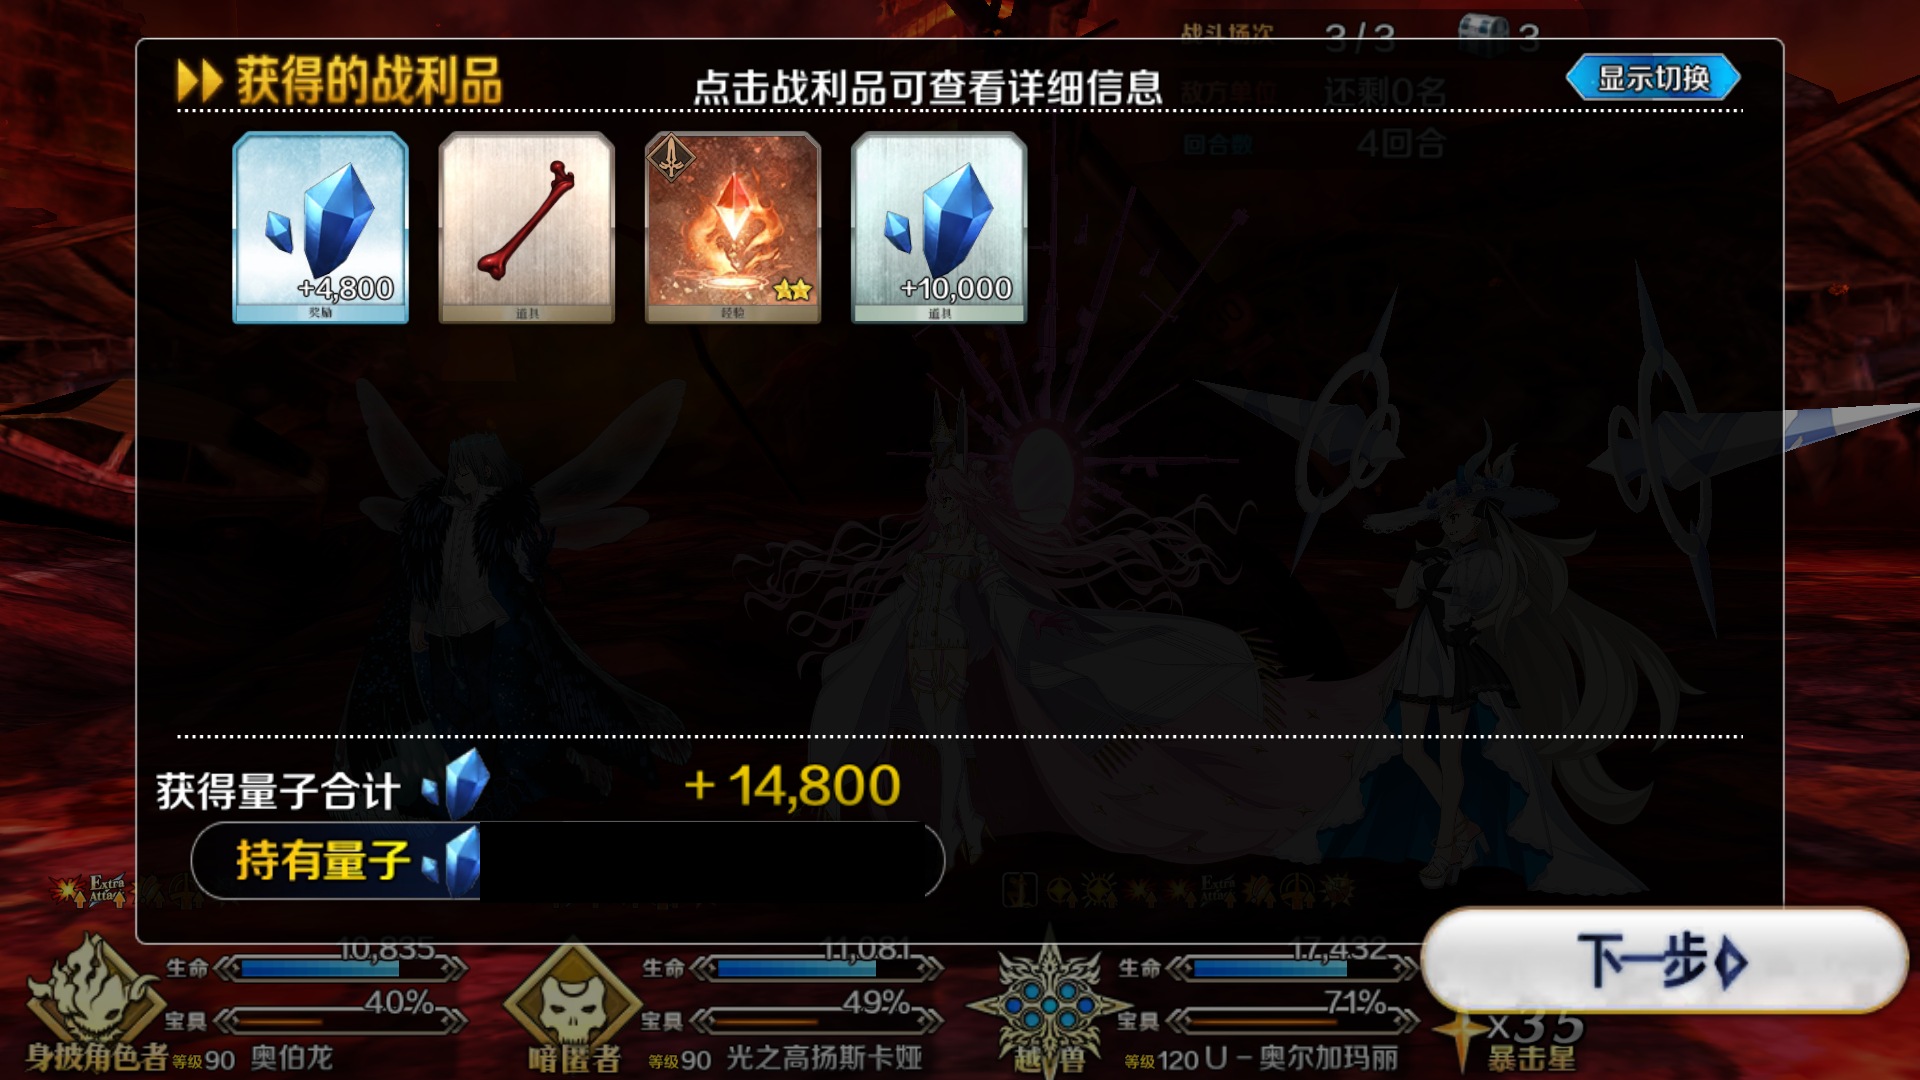 战斗场次 3/3 3
获得的战利品
点击战利品可查看详细信息
显示切换
敌方单位 还剩0名
回合数 4回合
+4,800
奖励
道具
经验
+10,000
道具
获得量子合计 +14,800
持有量子
Extra Attack
Extra Attack
生命 10,835
宝具 40%
身披角色者 等级90 奥伯龙
生命 11,081
宝具 49%
暗匿者 等级90 光之高扬斯卡娅
生命 17,432
宝具 71%
越兽 等级120 U-奥尔加玛丽
下一步
x35
暴击星